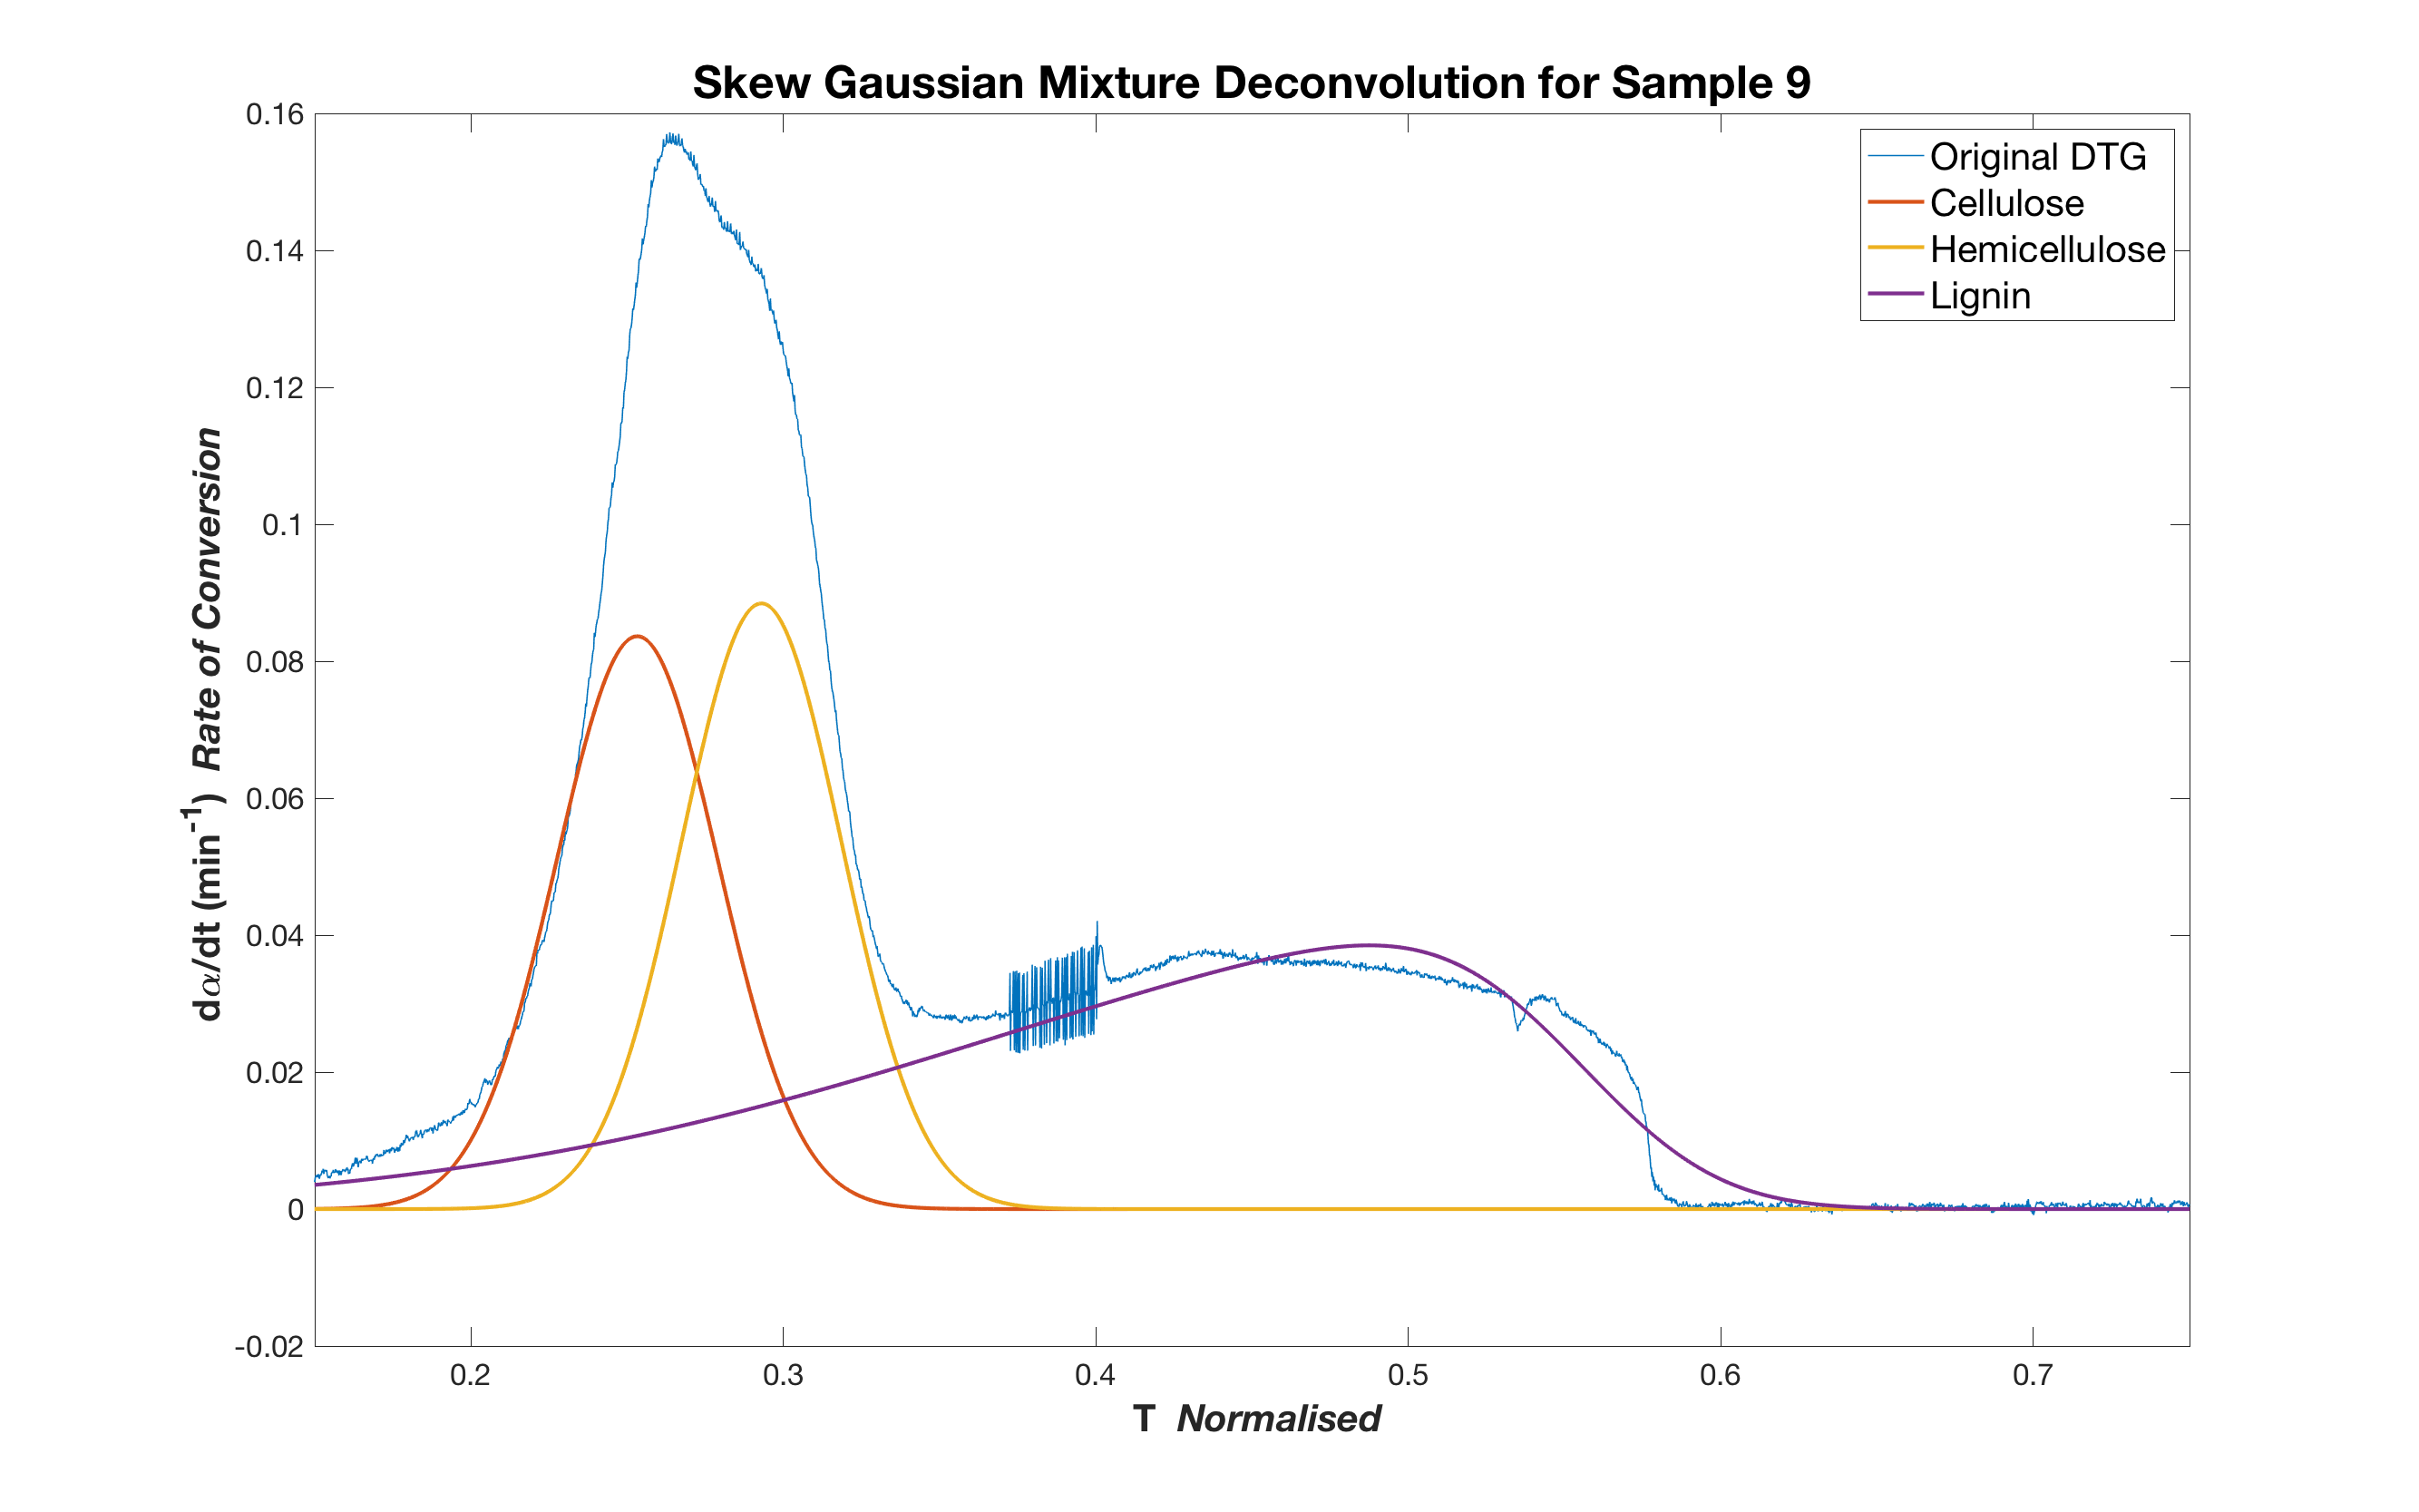 Skew Gaussian Mixture Deconvolution for Sample 9
Original DTG
Cellulose
Hemicellulose
Lignin
0.16
0.14
0.12
0.1
0.08
0.06
0.04
0.02
0
-0.02
dα/dt (min⁻¹) Rate of Conversion
0.2 0.3 0.4 0.5 0.6 0.7
T Normalised